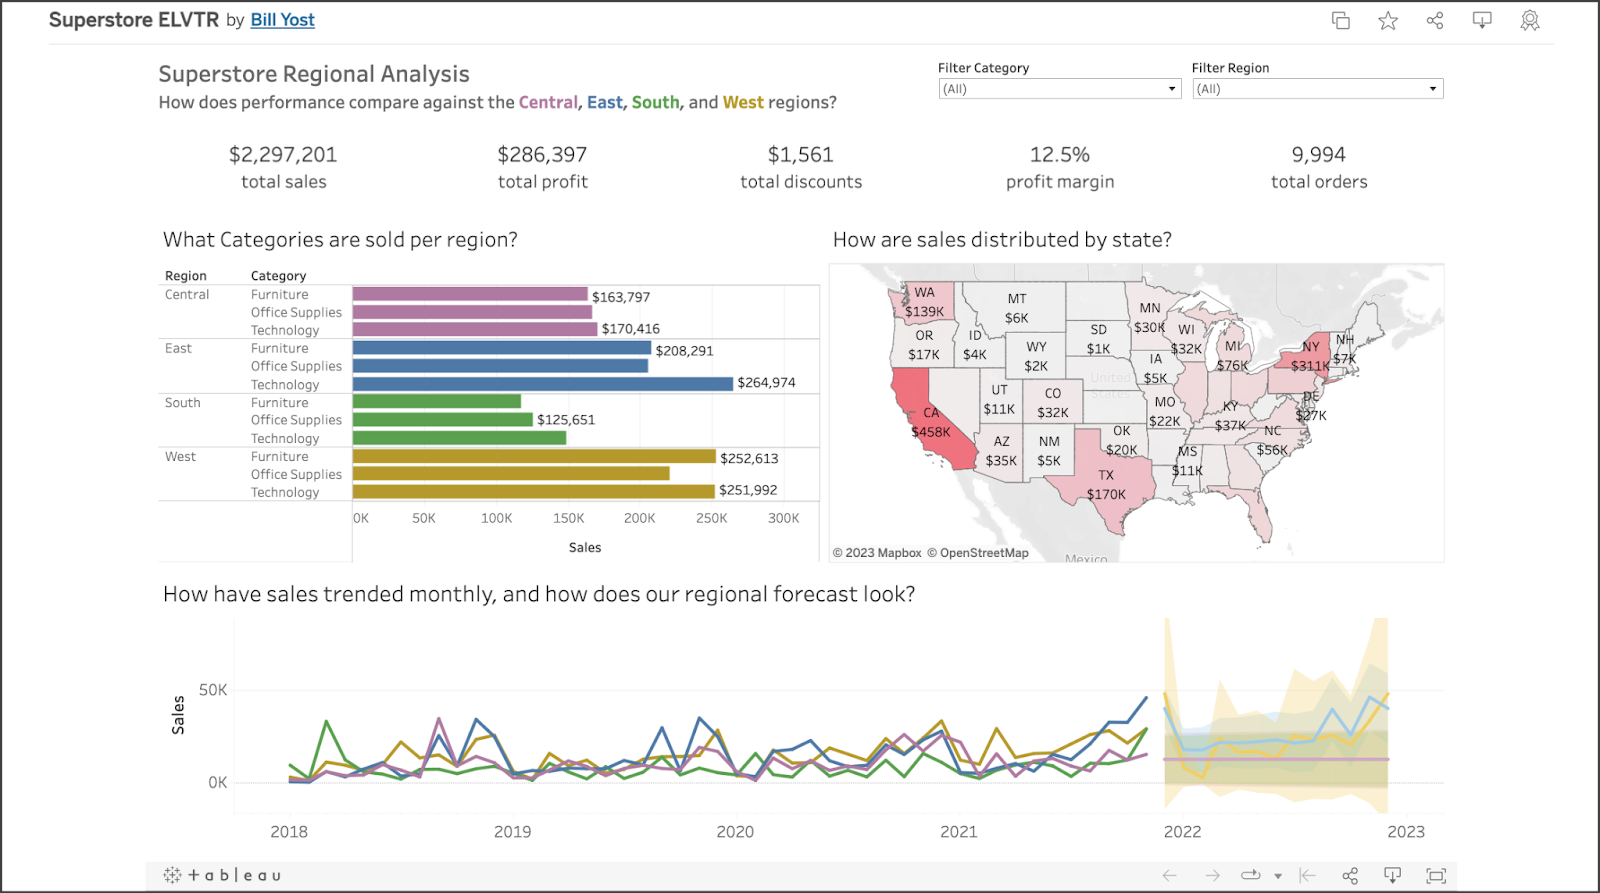 Superstore ELVTR by Bill Yost
Superstore Regional Analysis
How does performance compare against the Central, East, South, and West regions?
Filter Category
(All)
Filter Region
(All)
$2,297,201
total sales
$286,397
total profit
$1,561
total discounts
12.5%
profit margin
9,994
total orders
What Categories are sold per region?
Region Category
Central Furniture $163,797
Office Supplies
Technology $170,416
East Furniture $208,291
Office Supplies
Technology $264,974
South Furniture
Office Supplies $125,651
Technology
West Furniture $252,613
Office Supplies
Technology $251,992
0K 50K 100K 150K 200K 250K 300K
Sales
How are sales distributed by state?
WA
$139K
MT
$6K
MN
$30K
OR
$17K
ID
$4K
SD
$1K
WI
$32K
MI
$76K
NY
$311K
NH
$7K
WY
$2K
IA
$5K
United
States
UT
$11K
CO
$32K
MO
$22K
KY
$37K
DE
$27K
CA
$458K
AZ
$35K
NM
$5K
OK
$20K
NC
$56K
MS
$11K
TX
$170K
Mexico
© 2023 Mapbox © OpenStreetMap
How have sales trended monthly, and how does our regional forecast look?
Sales
50K
0K
2018 2019 2020 2021 2022 2023
+ableau